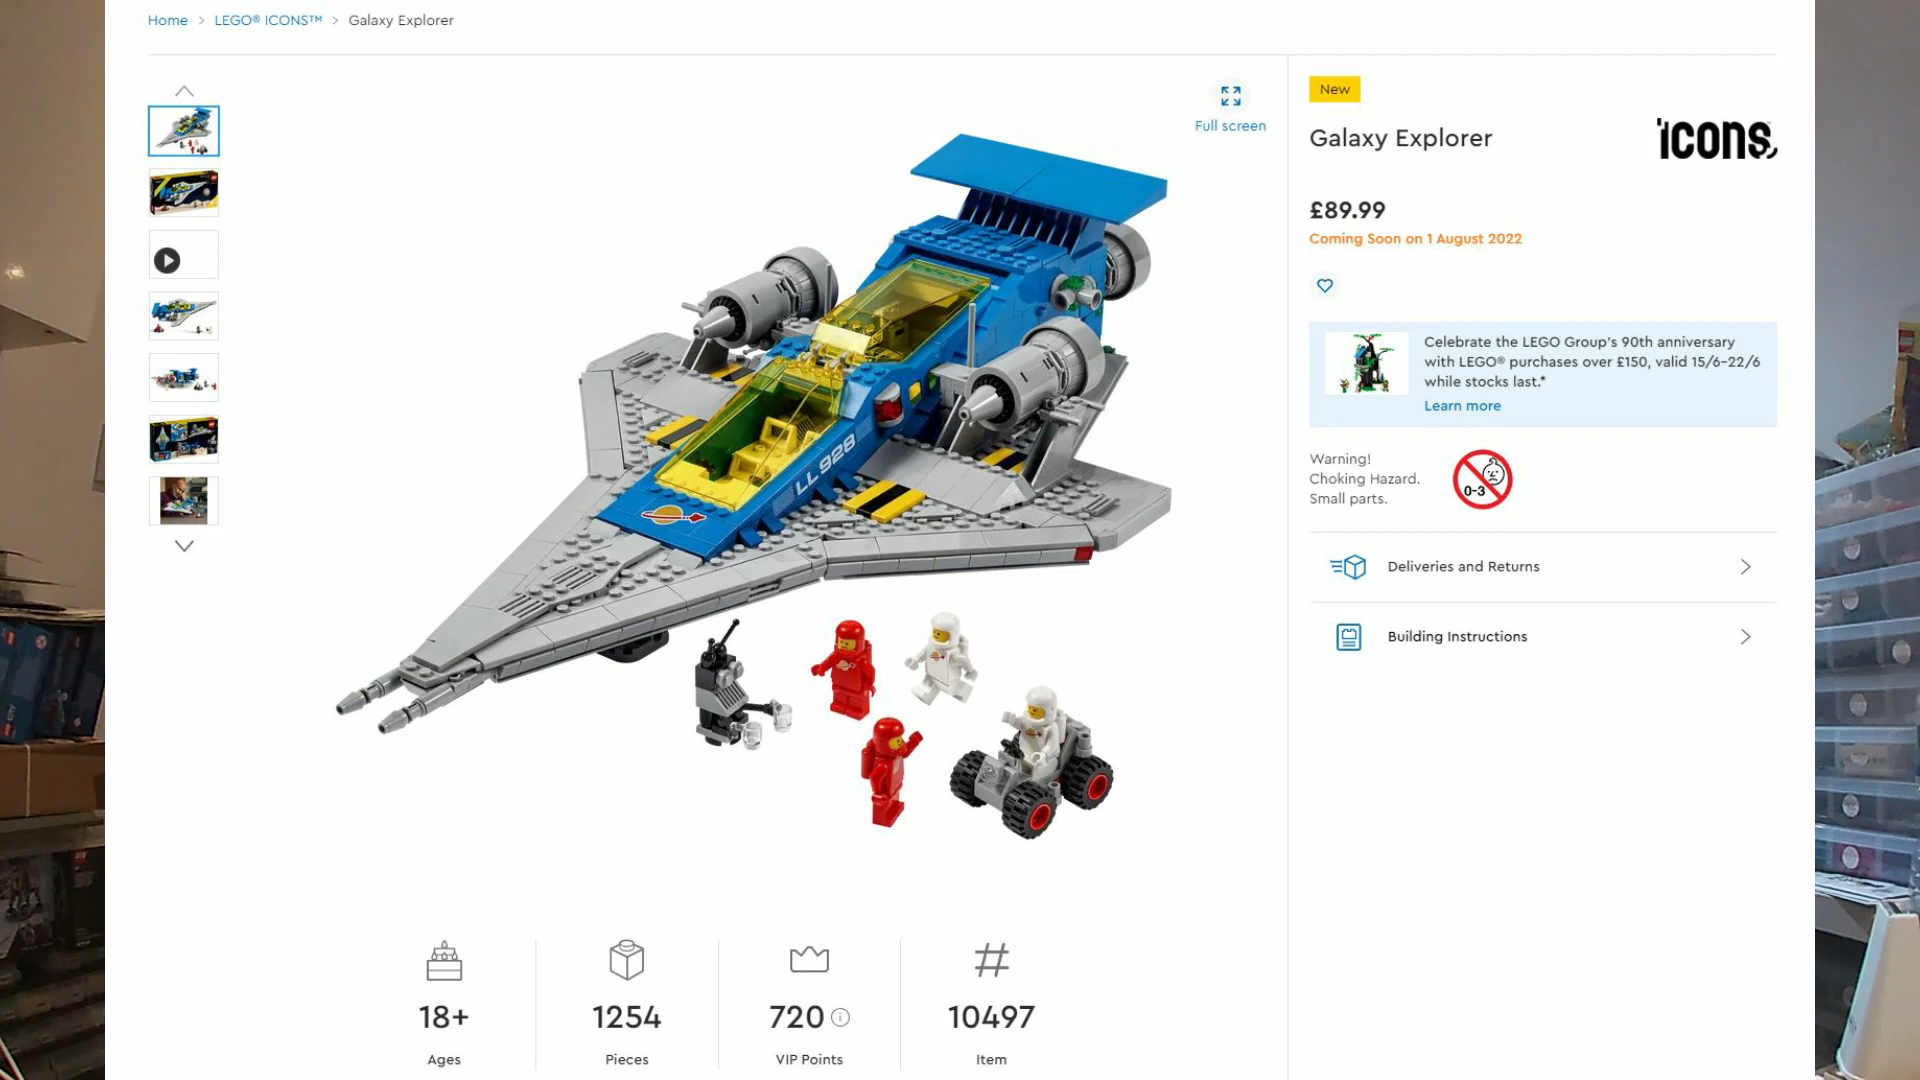 Home > LEGO® ICONS™ > Galaxy Explorer
Full screen
New
Galaxy Explorer
icons
£89.99
Coming Soon on 1 August 2022
Celebrate the LEGO Group's 90th anniversary
with LEGO® purchases over £150, valid 15/6-22/6
while stocks last.*
Learn more
Warning!
Choking Hazard.
Small parts.
0-3
Deliveries and Returns
Building Instructions
LL 928
18+
Ages
1254
Pieces
720
VIP Points
10497
Item